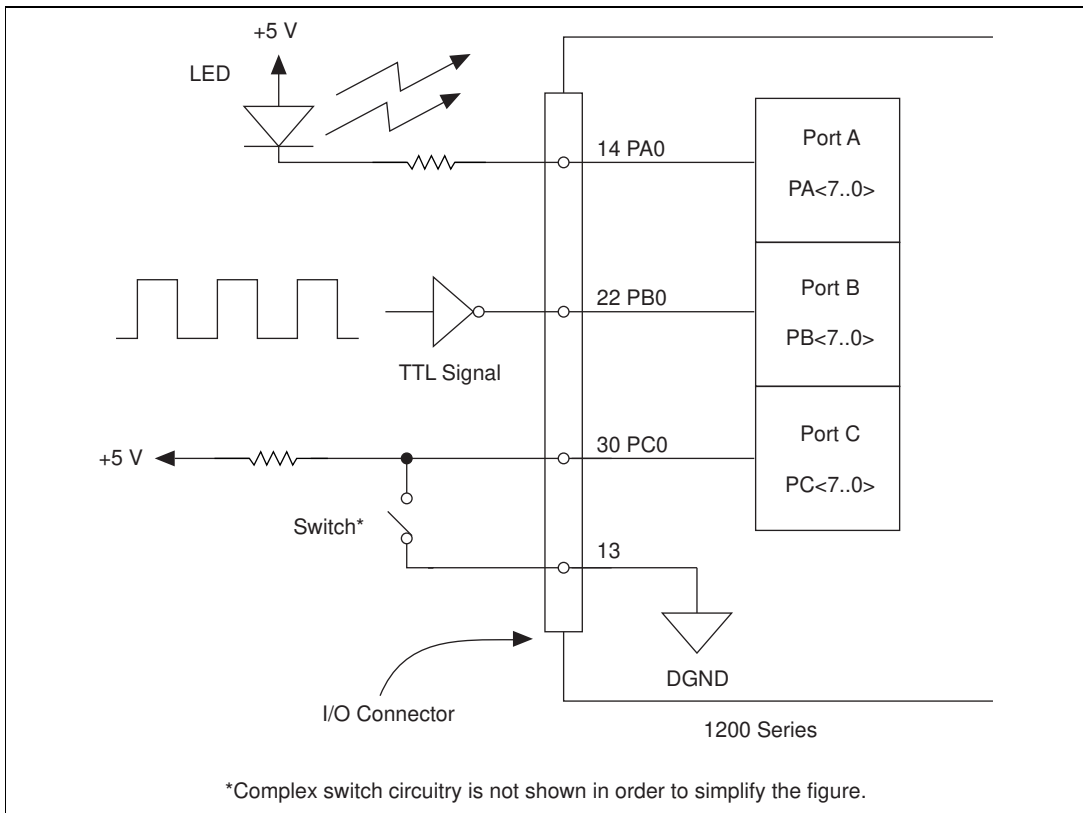 +5 V
LED
14 PA0
Port A
PA<7..0>
22 PB0
Port B
PB<7..0>
TTL Signal
30 PC0
Port C
PC<7..0>
+5 V
Switch*
13
DGND
I/O Connector
1200 Series
*Complex switch circuitry is not shown in order to simplify the figure.